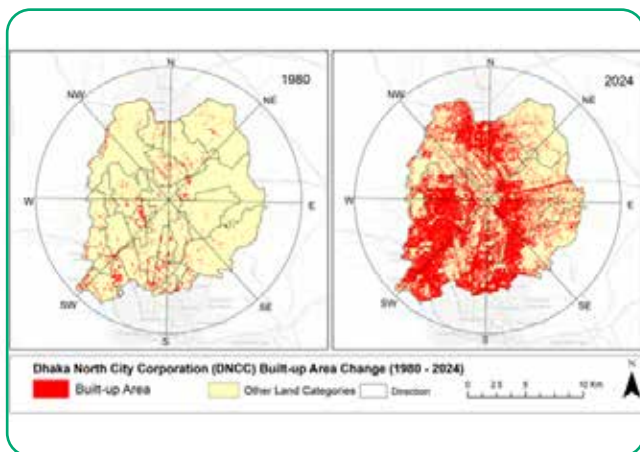 1980
N
NE
E
SE
S
SW
W
NW
2024
N
NE
E
SE
S
SW
W
NW
Dhaka North City Corporation (DNCC) Built-up Area Change (1980 - 2024)
Built-up Area
Other Land Categories
Direction
0 2.5 5 10 Km
N